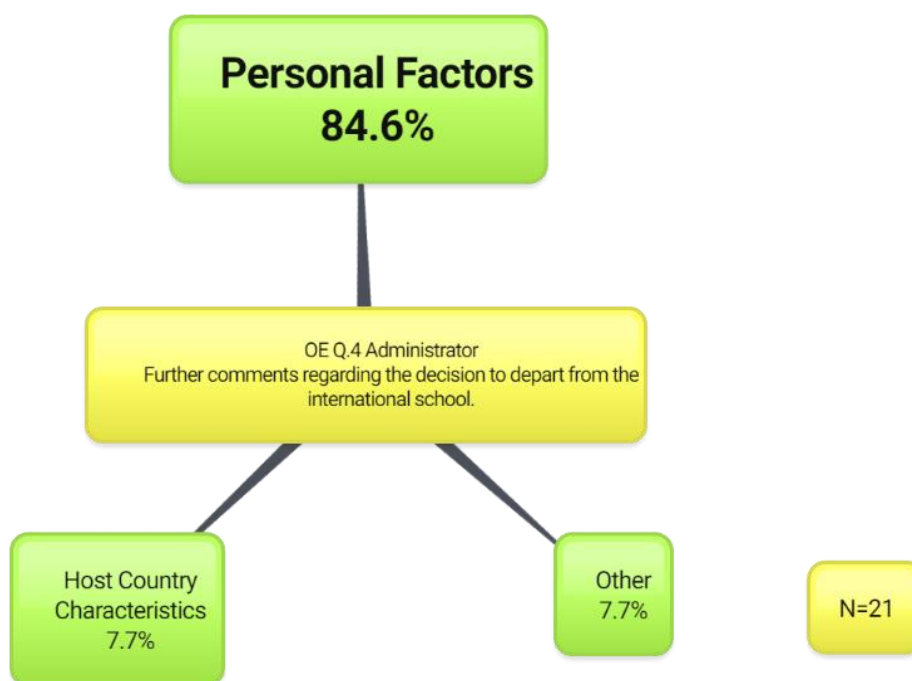 Personal Factors
84.6%
OE Q.4 Administrator
Further comments regarding the decision to depart from the
international school.
Host Country
Characteristics
7.7%
Other
7.7%
N=21